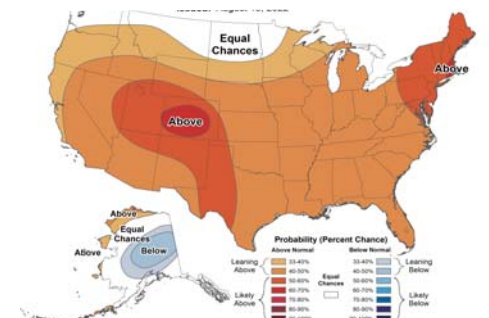 Equal
Chances
Above
Above
Above
Equal
Chances
Above
Below
Probability (Percent Chance)
Above Normal
Below Normal
Leaning
Above
33-40%
40-50%
50-60%
60-70%
70-80%
80-90%
Likely
Above
Equal
Chances
33-40%
40-50%
50-60%
60-70%
70-80%
80-90%
Leaning
Below
Likely
Below